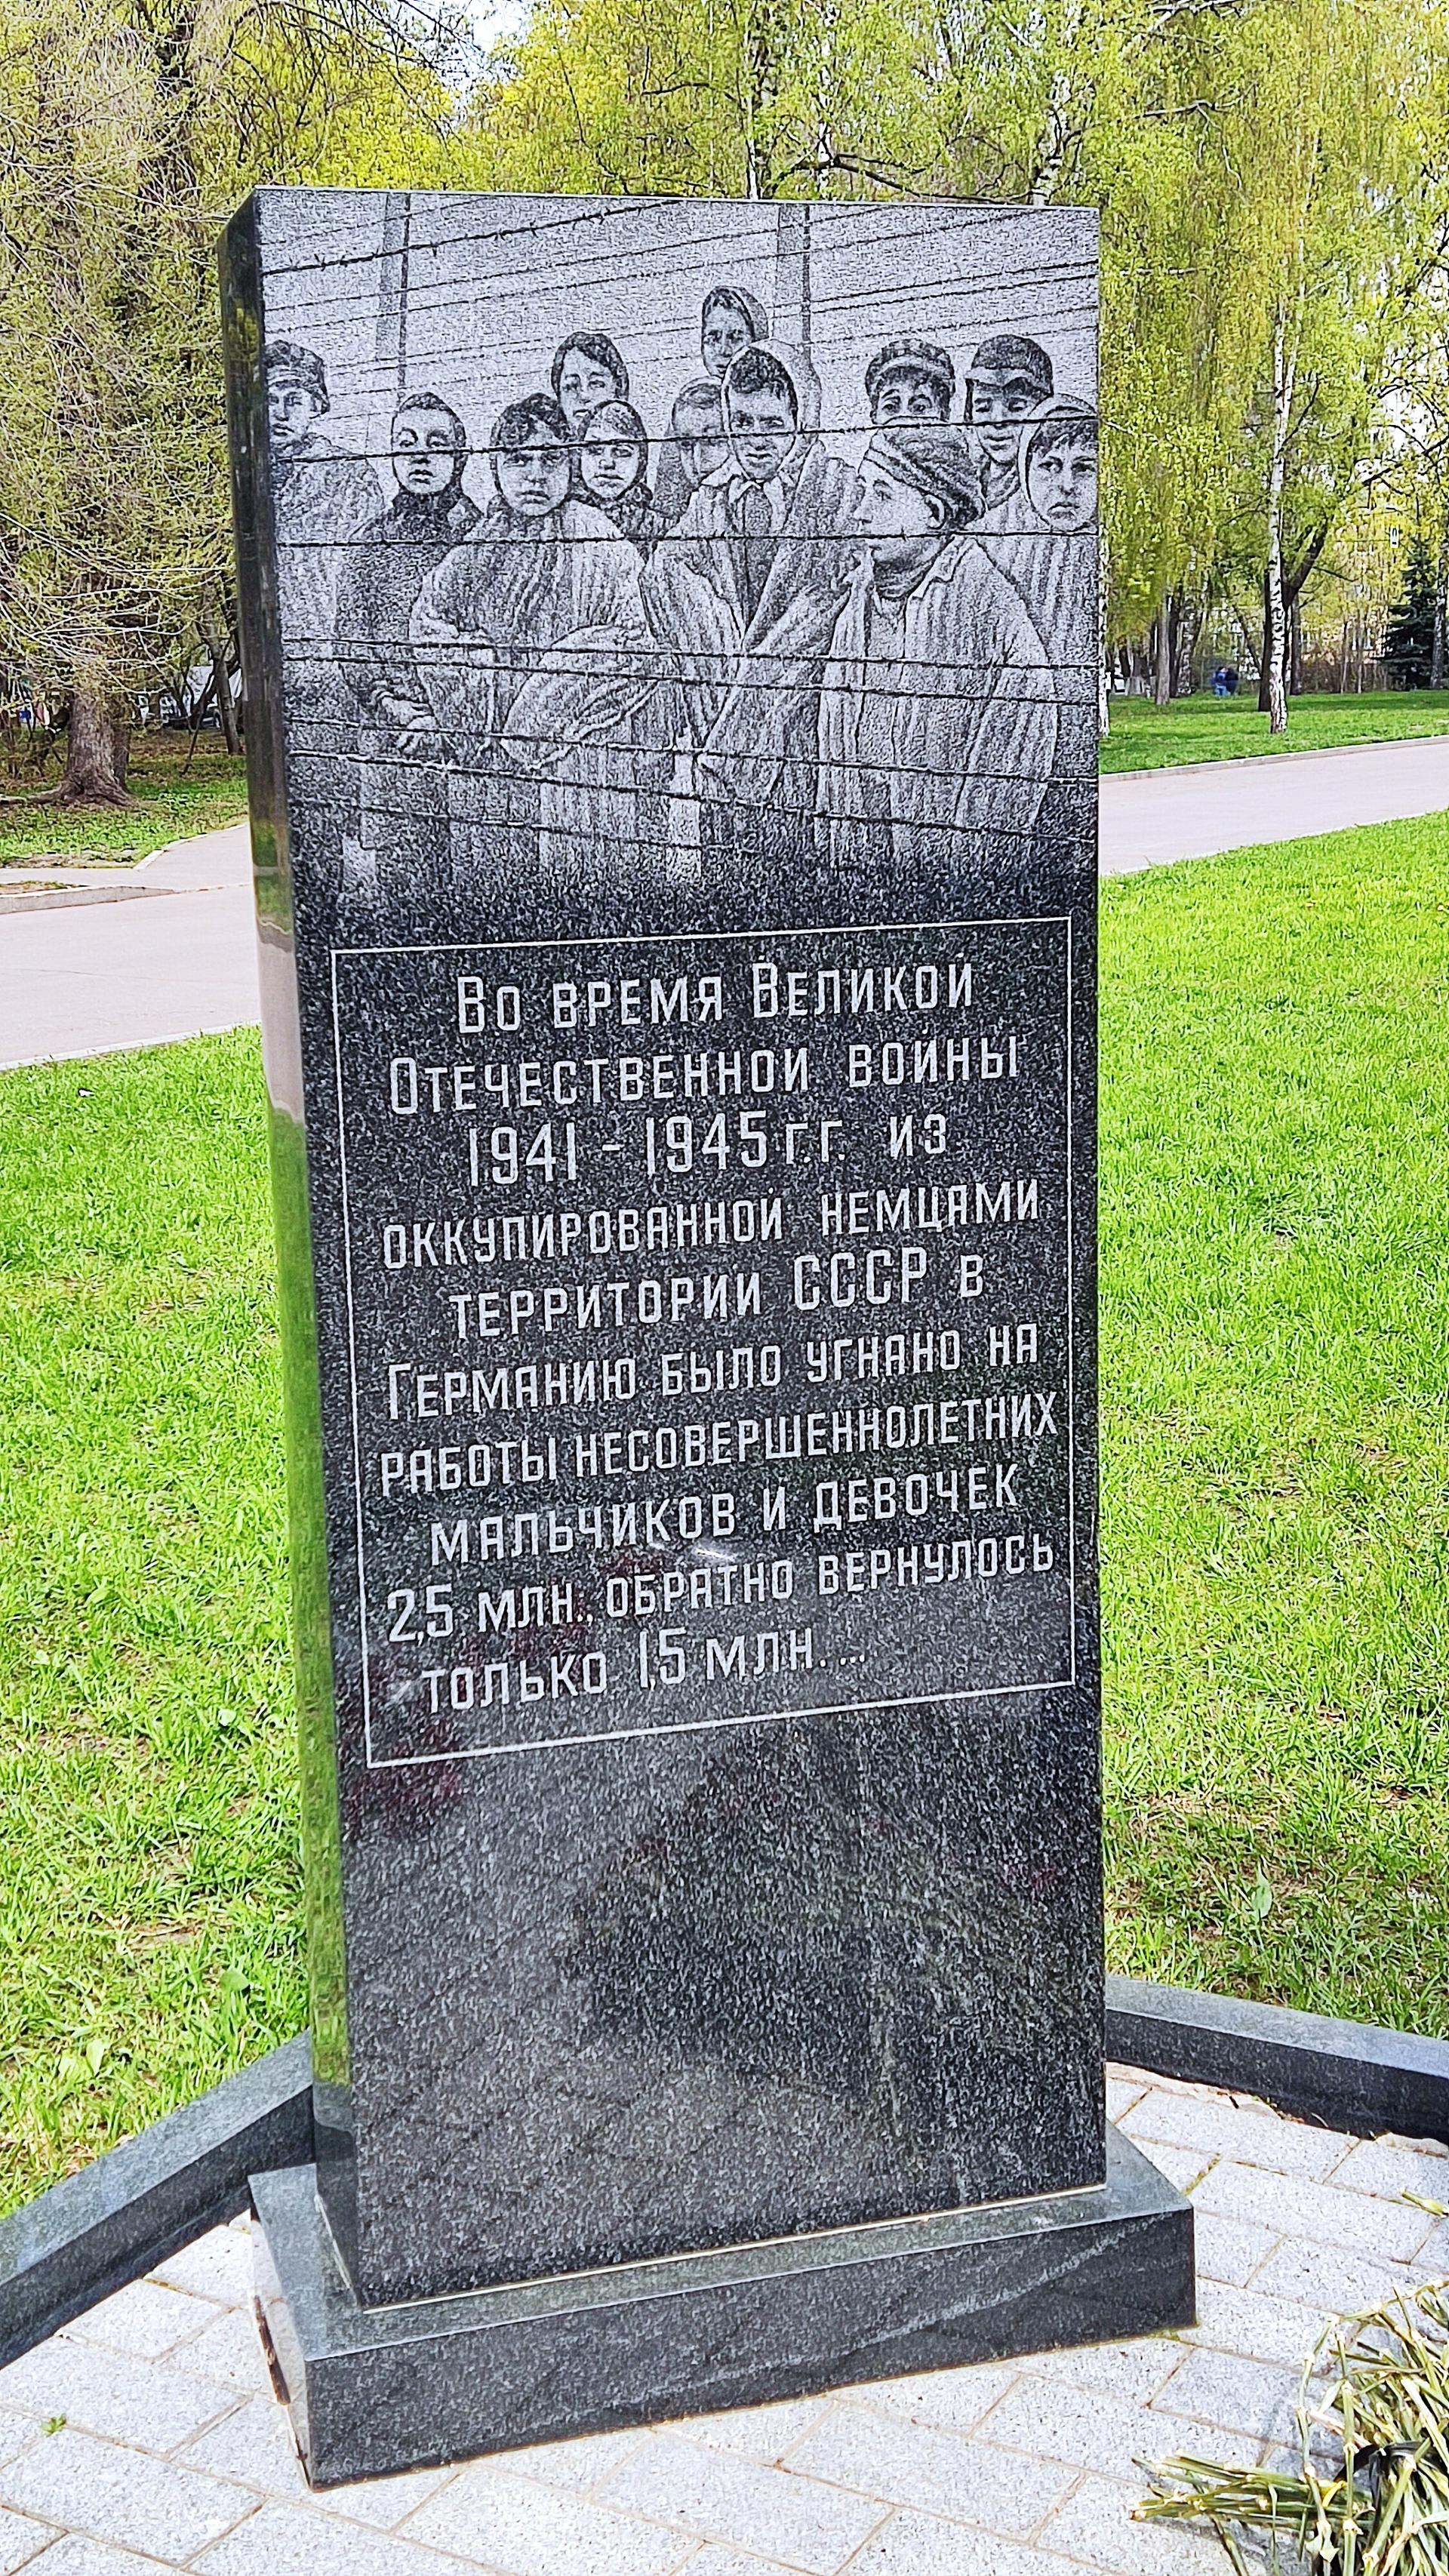 Во время Великой
Отечественной войны
1941 - 1945 г.г. из
оккупированной немцами
территории СССР в
Германию было угнано на
работы несовершеннолетних
мальчиков и девочек
2,5 млн., обратно вернулось
только 1,5 млн. ...